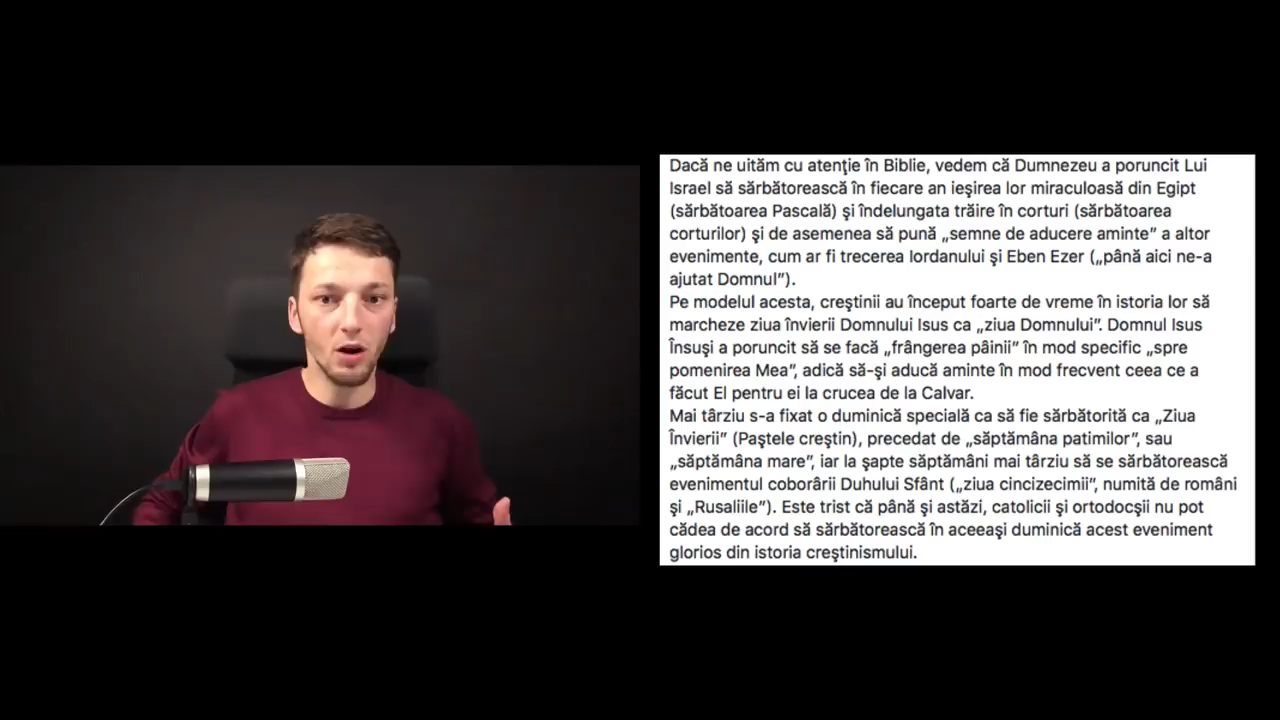 Dacă ne uităm cu atenţie în Biblie, vedem că Dumnezeu a poruncit Lui
Israel să sărbătorească în fiecare an ieşirea lor miraculoasă din Egipt
(sărbătoarea Pascală) şi îndelungata trăire în corturi (sărbătoarea
corturilor) şi de asemenea să pună „semne de aducere aminte” a altor
evenimente, cum ar fi trecerea Iordanului şi Eben Ezer („până aici ne-a
ajutat Domnul”).
Pe modelul acesta, creştinii au început foarte de vreme în istoria lor să
marcheze ziua învierii Domnului Isus ca „ziua Domnului”. Domnul Isus
Însuşi a poruncit să se facă „frângerea pâinii” în mod specific „spre
pomenirea Mea”, adică să-şi aducă aminte în mod frecvent ceea ce a
făcut El pentru ei la crucea de la Calvar.
Mai târziu s-a fixat o duminică specială ca să fie sărbătorită ca „Ziua
Învierii” (Paştele creştin), precedat de „săptămâna patimilor”, sau
„săptămâna mare”, iar la şapte săptămâni mai târziu să se sărbătorească
evenimentul coborârii Duhului Sfânt („ziua cincizecimii”, numită de români
şi „Rusaliile”). Este trist că până şi astăzi, catolicii şi ortodocşii nu pot
cădea de acord să sărbătorească în aceeaşi duminică acest eveniment
glorios din istoria creştinismului.